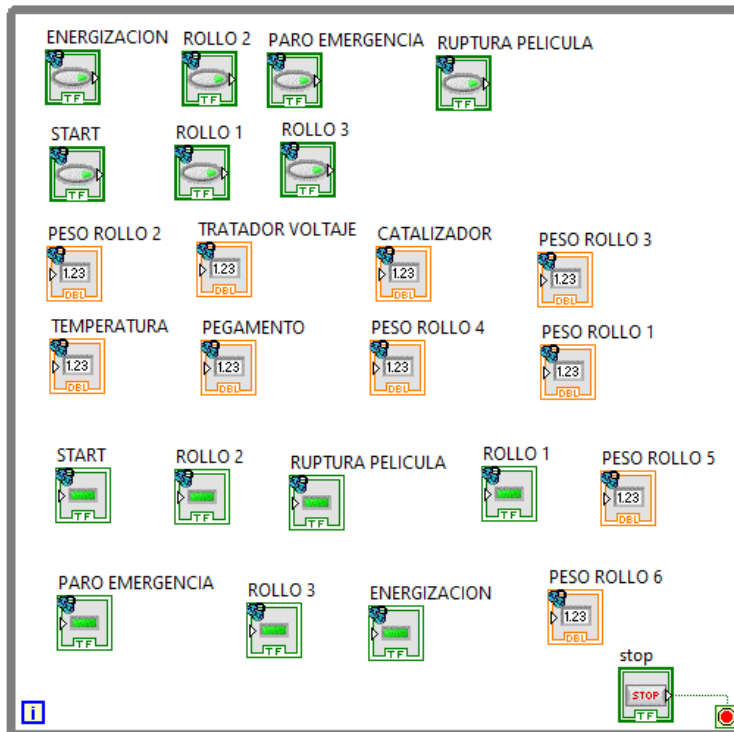 ENERGIZACION
ROLLO 2
PARO EMERGENCIA
RUPTURA PELICULA
TF
TF
TF
TF
START
ROLLO 1
ROLLO 3
TF
TF
TF
PESO ROLLO 2
TRATADOR VOLTAJE
CATALIZADOR
PESO ROLLO 3
1.23
DBL
1.23
DBL
1.23
DBL
1.23
DBL
TEMPERATURA
PEGAMENTO
PESO ROLLO 4
PESO ROLLO 1
1.23
DBL
1.23
DBL
1.23
DBL
1.23
DBL
START
ROLLO 2
RUPTURA PELICULA
ROLLO 1
PESO ROLLO 5
TF
TF
TF
TF
1.23
DBL
PARO EMERGENCIA
ROLLO 3
ENERGIZACION
PESO ROLLO 6
TF
TF
TF
1.23
DBL
stop
STOP
TF
i